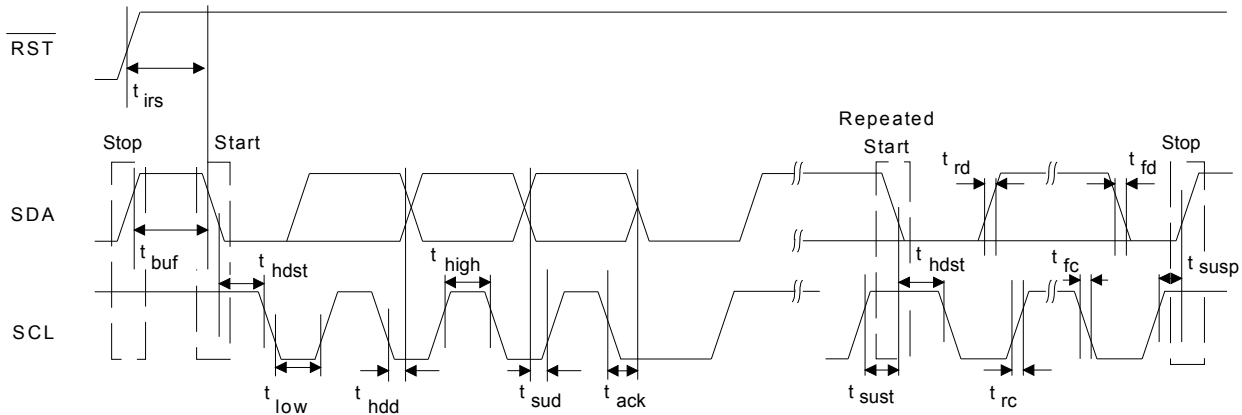 RST
t irs
Repeated
Stop
Start
Start
Stop
t rd
t fd
SDA
t buf
t hdst
t high
t hdst
t fc
t susp
SCL
t low
t hdd
t sud
t ack
t sust
t rc